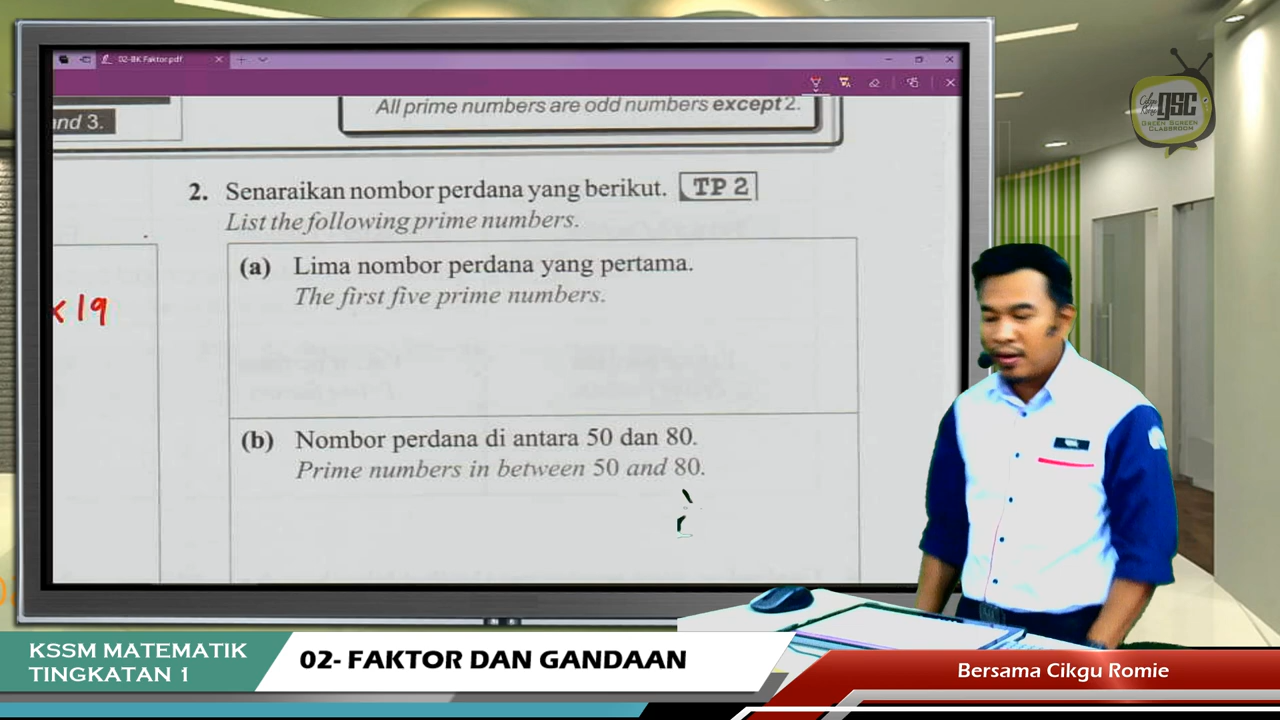 02-BK Faktor.pdf
and 3.
All prime numbers are odd numbers except 2.
2. Senaraikan nombor perdana yang berikut. TP 2
List the following prime numbers.
(a) Lima nombor perdana yang pertama.
The first five prime numbers.
× 19
(b) Nombor perdana di antara 50 dan 80.
Prime numbers in between 50 and 80.
gsc
GREEN SCREEN
CLASSROOM
KSSM MATEMATIK
TINGKATAN 1
02- FAKTOR DAN GANDAAN
Bersama Cikgu Romie